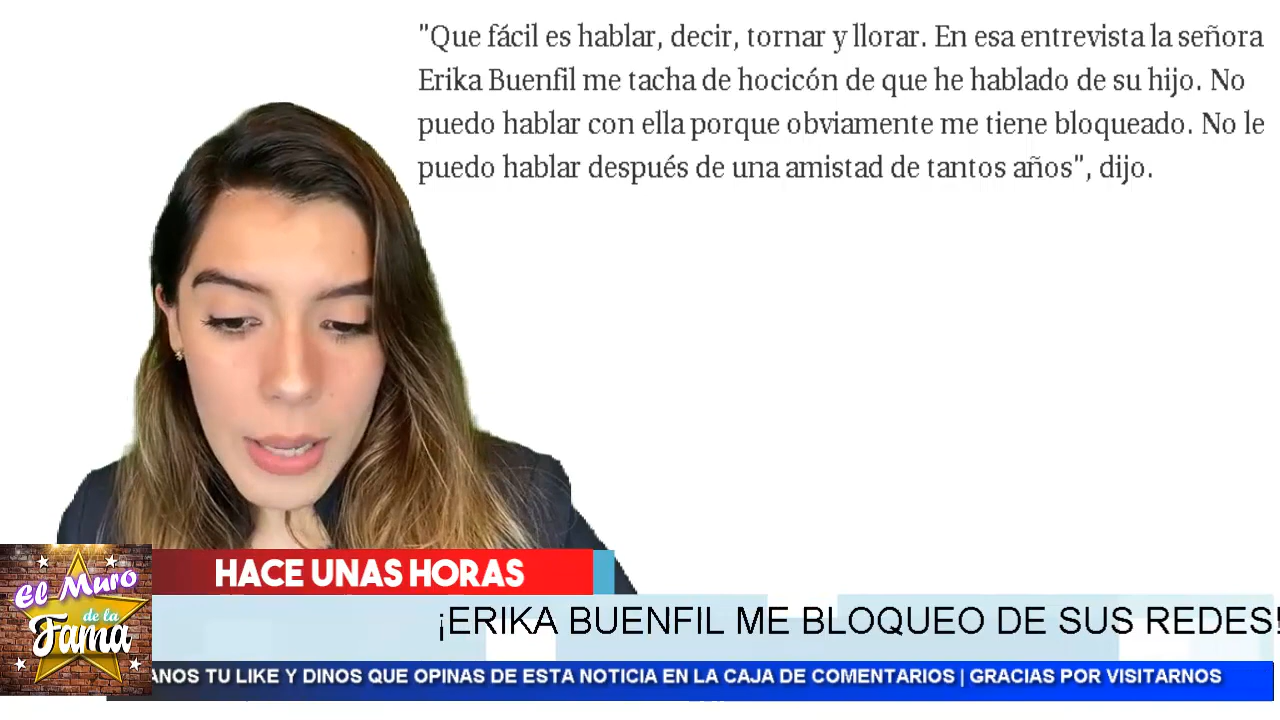 "Que fácil es hablar, decir, tornar y llorar. En esa entrevista la señora
Erika Buenfil me tacha de hocicón de que he hablado de su hijo. No
puedo hablar con ella porque obviamente me tiene bloqueado. No le
puedo hablar después de una amistad de tantos años", dijo.
HACE UNAS HORAS
El Muro
de la
Fama
¡ERIKA BUENFIL ME BLOQUEO DE SUS REDES!
ANOS TU LIKE Y DINOS QUE OPINAS DE ESTA NOTICIA EN LA CAJA DE COMENTARIOS | GRACIAS POR VISITARNOS